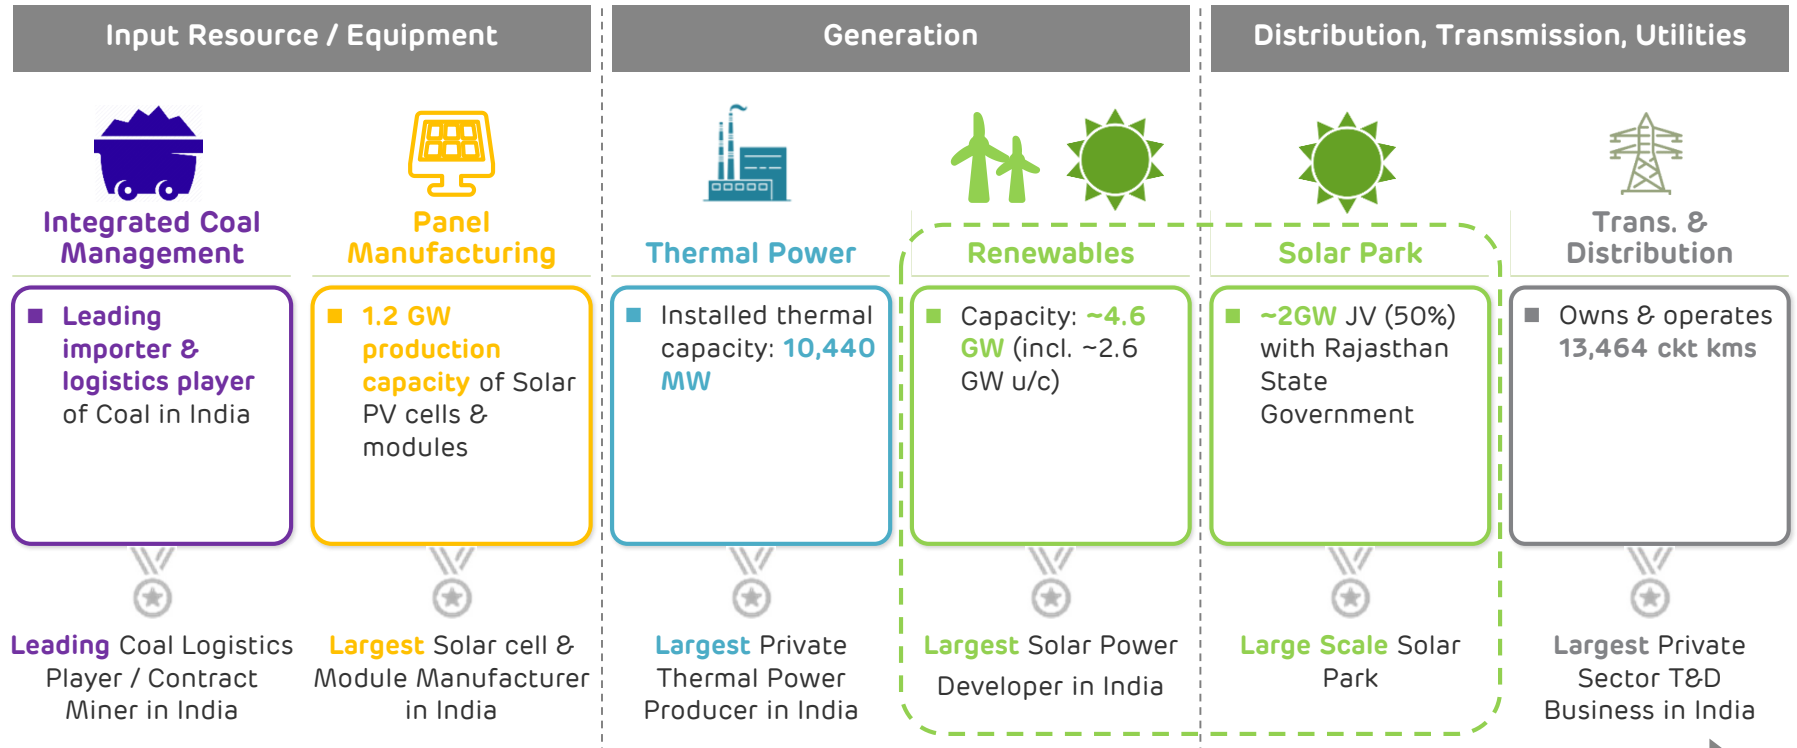 Input Resource / Equipment
Generation
Distribution, Transmission, Utilities
Integrated Coal
Management
Panel
Manufacturing
Thermal Power
Renewables
Solar Park
Trans. &
Distribution
Leading
importer &
logistics player
of Coal in India
1.2 GW
production
capacity of Solar
PV cells &
modules
Installed thermal
capacity: 10,440
MW
Capacity: ~4.6
GW (incl. ~2.6
GW u/c)
~2GW JV (50%)
with Rajasthan
State
Government
Owns & operates
13,464 ckt kms
Leading Coal Logistics
Player / Contract
Miner in India
Largest Solar cell &
Module Manufacturer
in India
Largest Private
Thermal Power
Producer in India
Largest Solar Power
Developer in India
Large Scale Solar
Park
Largest Private
Sector T&D
Business in India